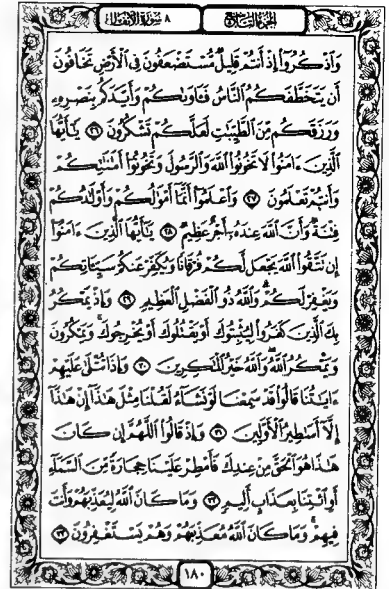 الجزء التاسع
٨ سورة الأنفال
وَٱذْكُرُوٓا۟ إِذْ أَنتُمْ قَلِيلٌ مُّسْتَضْعَفُونَ فِى ٱلْأَرْضِ تَخَافُونَ
أَن يَتَخَطَّفَكُمُ ٱلنَّاسُ فَـَٔاوَىٰكُمْ وَأَيَّدَكُم بِنَصْرِهِۦ
وَرَزَقَكُم مِّنَ ٱلطَّيِّبَٰتِ لَعَلَّكُمْ تَشْكُرُونَ ٢٦ يَٰٓأَيُّهَا
ٱلَّذِينَ ءَامَنُوا۟ لَا تَخُونُوا۟ ٱللَّهَ وَٱلرَّسُولَ وَتَخُونُوٓا۟ أَمَٰنَٰتِكُمْ
وَأَنتُمْ تَعْلَمُونَ ٢٧ وَٱعْلَمُوٓا۟ أَنَّمَآ أَمْوَٰلُكُمْ وَأَوْلَٰدُكُمْ
فِتْنَةٌ وَأَنَّ ٱللَّهَ عِندَهُۥٓ أَجْرٌ عَظِيمٌ ٢٨ يَٰٓأَيُّهَا ٱلَّذِينَ ءَامَنُوٓا۟
إِن تَتَّقُوا۟ ٱللَّهَ يَجْعَل لَّكُمْ فُرْقَانًا وَيُكَفِّرْ عَنكُمْ سَيِّـَٔاتِكُمْ
وَيَغْفِرْ لَكُمْ وَٱللَّهُ ذُو ٱلْفَضْلِ ٱلْعَظِيمِ ٢٩ وَإِذْ يَمْكُرُ
بِكَ ٱلَّذِينَ كَفَرُوا۟ لِيُثْبِتُوكَ أَوْ يَقْتُلُوكَ أَوْ يُخْرِجُوكَ وَيَمْكُرُونَ
وَيَمْكُرُ ٱللَّهُ وَٱللَّهُ خَيْرُ ٱلْمَٰكِرِينَ ٣٠ وَإِذَا تُتْلَىٰ عَلَيْهِمْ
ءَايَٰتُنَا قَالُوا۟ قَدْ سَمِعْنَا لَوْ نَشَآءُ لَقُلْنَا مِثْلَ هَٰذَآ إِنْ هَٰذَآ
إِلَّآ أَسَٰطِيرُ ٱلْأَوَّلِينَ ٣١ وَإِذْ قَالُوا۟ ٱللَّهُمَّ إِن كَانَ
هَٰذَا هُوَ ٱلْحَقَّ مِنْ عِندِكَ فَأَمْطِرْ عَلَيْنَا حِجَارَةً مِّنَ ٱلسَّمَآءِ
أَوِ ٱئْتِنَا بِعَذَابٍ أَلِيمٍ ٣٢ وَمَا كَانَ ٱللَّهُ لِيُعَذِّبَهُمْ وَأَنتَ
فِيهِمْ وَمَا كَانَ ٱللَّهُ مُعَذِّبَهُمْ وَهُمْ يَسْتَغْفِرُونَ ٣٣
١٨٠